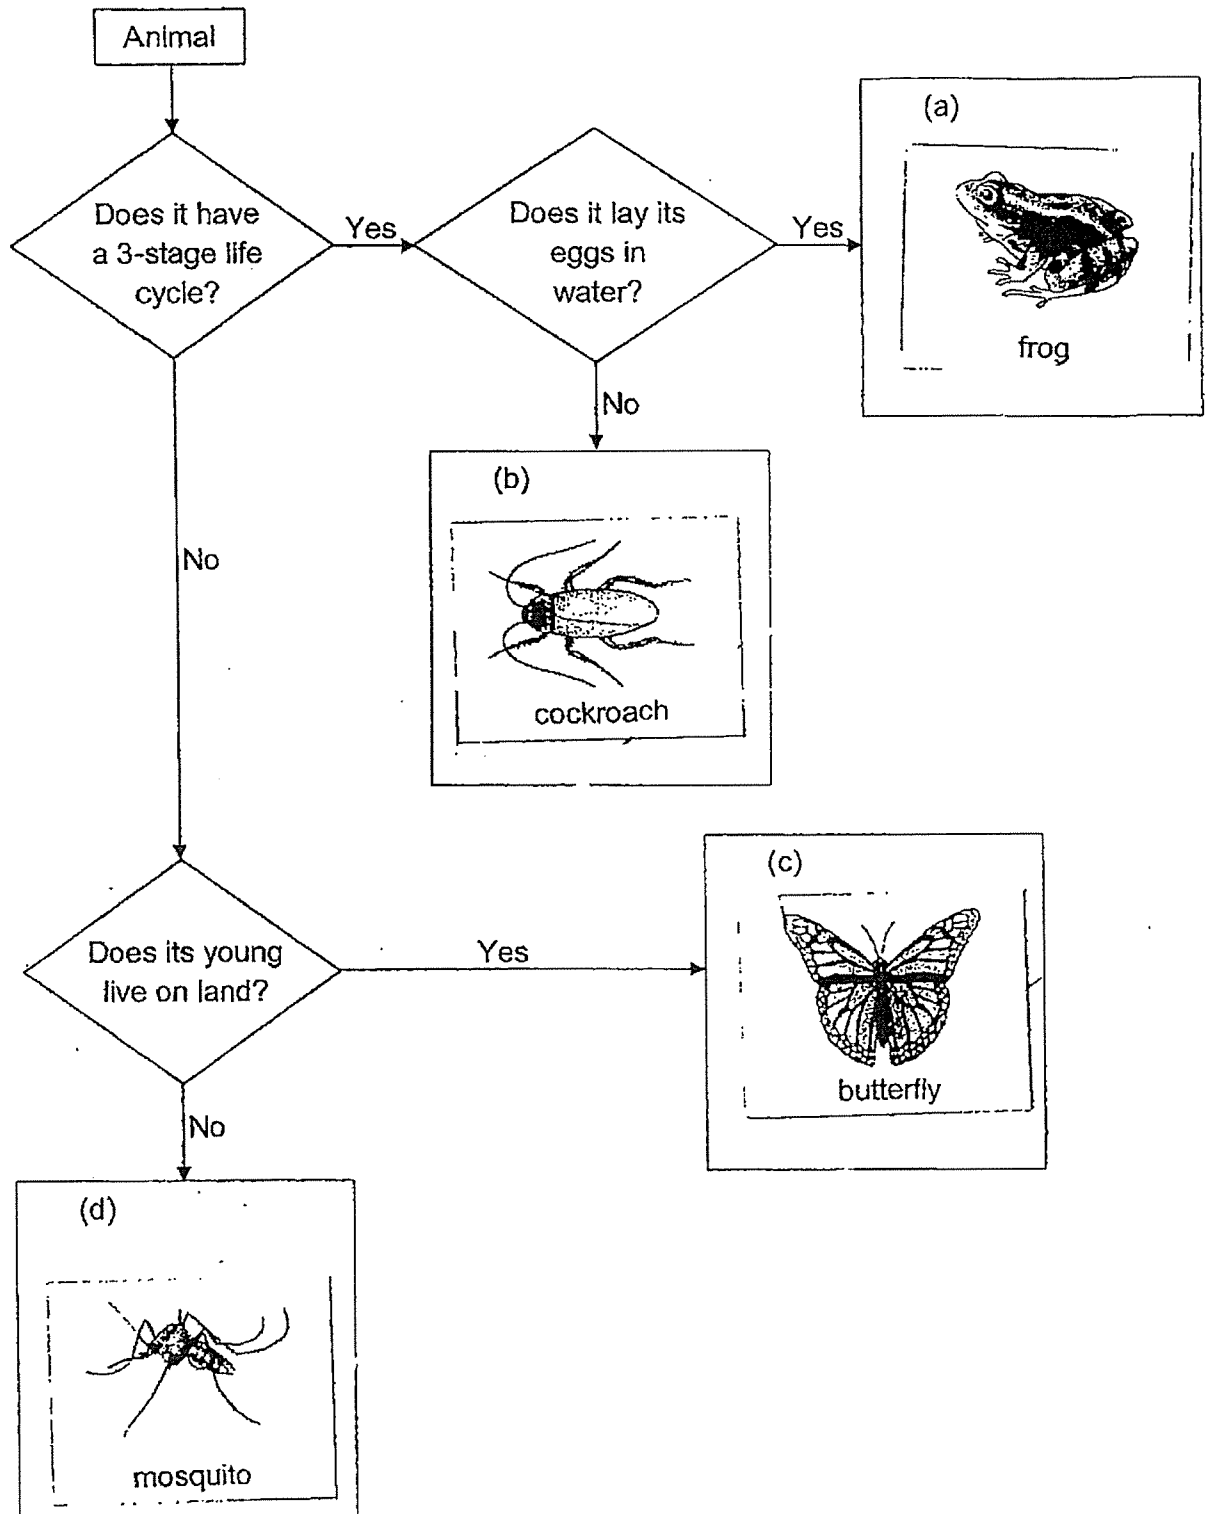 Animal
Does it have
a 3-stage life
cycle?
Yes
Does it lay its
eggs in
water?
Yes
(a)
frog
No
(b)
cockroach
No
Does its young
live on land?
Yes
(c)
butterfly
No
(d)
mosquito